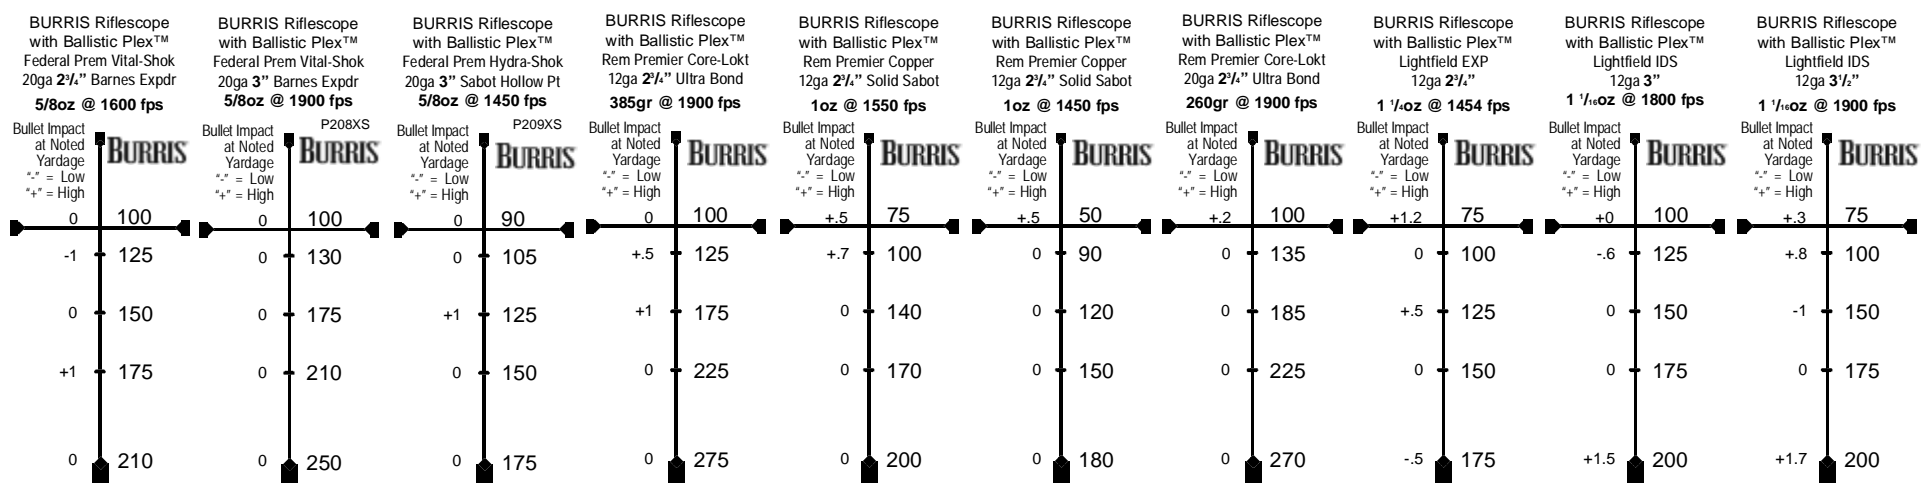 BURRIS Riflescope
with Ballistic Plex™
Federal Prem Vital-Shok
20ga 2³/₄” Barnes Expdr
5/8oz @ 1600 fps
Bullet Impact
at Noted
Yardage
“-” = Low
“+” = High
BURRIS
0 100
-1 125
0 150
+1 175
0 210
BURRIS Riflescope
with Ballistic Plex™
Federal Prem Vital-Shok
20ga 3” Barnes Expdr
5/8oz @ 1900 fps
P208XS
Bullet Impact
at Noted
Yardage
“-” = Low
“+” = High
BURRIS
0 100
0 130
0 175
0 210
0 250
BURRIS Riflescope
with Ballistic Plex™
Federal Prem Hydra-Shok
20ga 3” Sabot Hollow Pt
5/8oz @ 1450 fps
P209XS
Bullet Impact
at Noted
Yardage
“-” = Low
“+” = High
BURRIS
0 90
0 105
+1 125
0 150
0 175
BURRIS Riflescope
with Ballistic Plex™
Rem Premier Core-Lokt
12ga 2³/₄” Ultra Bond
385gr @ 1900 fps
Bullet Impact
at Noted
Yardage
“-” = Low
“+” = High
BURRIS
0 100
+.5 125
+1 175
0 225
0 275
BURRIS Riflescope
with Ballistic Plex™
Rem Premier Copper
12ga 2³/₄” Solid Sabot
1oz @ 1550 fps
Bullet Impact
at Noted
Yardage
“-” = Low
“+” = High
BURRIS
+.5 75
+.7 100
0 140
0 170
0 200
BURRIS Riflescope
with Ballistic Plex™
Rem Premier Copper
12ga 2³/₄” Solid Sabot
1oz @ 1450 fps
Bullet Impact
at Noted
Yardage
“-” = Low
“+” = High
BURRIS
+.5 50
0 90
0 120
0 150
0 180
BURRIS Riflescope
with Ballistic Plex™
Rem Premier Core-Lokt
20ga 2³/₄” Ultra Bond
260gr @ 1900 fps
Bullet Impact
at Noted
Yardage
“-” = Low
“+” = High
BURRIS
+.2 100
0 135
0 185
0 225
0 270
BURRIS Riflescope
with Ballistic Plex™
Lightfield EXP
12ga 2³/₄”
1 ¹/₄oz @ 1454 fps
Bullet Impact
at Noted
Yardage
“-” = Low
“+” = High
BURRIS
+1.2 75
0 100
+.5 125
0 150
-.5 175
BURRIS Riflescope
with Ballistic Plex™
Lightfield IDS
12ga 3”
1 ¹/₁₆oz @ 1800 fps
Bullet Impact
at Noted
Yardage
“-” = Low
“+” = High
BURRIS
+0 100
-.6 125
0 150
0 175
+1.5 200
BURRIS Riflescope
with Ballistic Plex™
Lightfield IDS
12ga 3¹/₂”
1 ¹/₁₆oz @ 1900 fps
Bullet Impact
at Noted
Yardage
“-” = Low
“+” = High
BURRIS
+.3 75
+.8 100
-1 150
0 175
+1.7 200